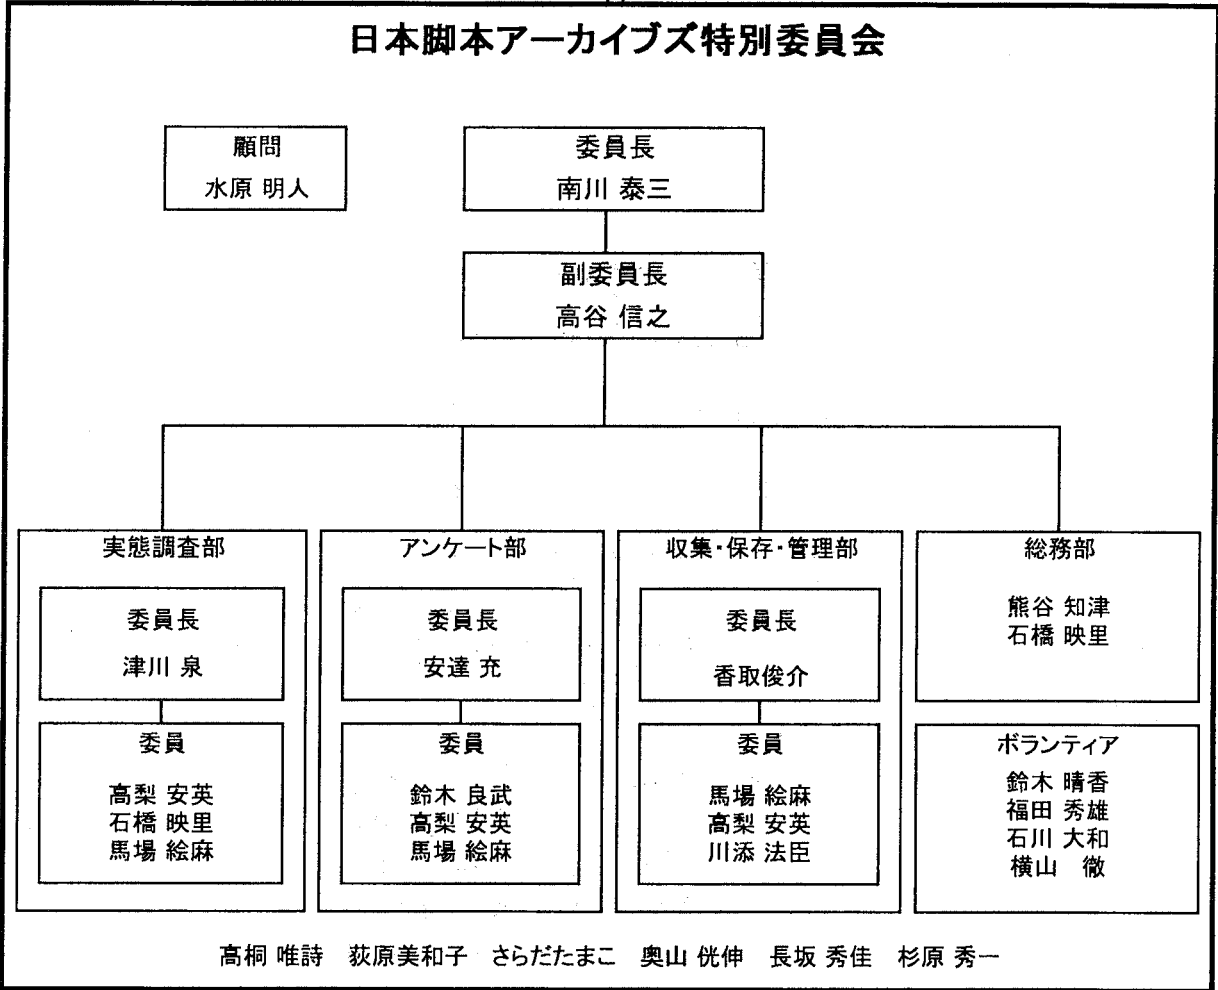 日本脚本アーカイブズ特別委員会
顧問
水原 明人
委員長
南川 泰三
副委員長
高谷 信之
実態調査部
委員長
津川 泉
委員
高梨 安英
石橋 映里
馬場 絵麻
アンケート部
委員長
安達 充
委員
鈴木 良武
高梨 安英
馬場 絵麻
収集・保存・管理部
委員長
香取俊介
委員
馬場 絵麻
高梨 安英
川添 法臣
総務部
熊谷 知津
石橋 映里
ボランティア
鈴木 晴香
福田 秀雄
石川 大和
横山　徹
高桐 唯詩　荻原美和子　さらだたまこ　奥山 侊伸　長坂 秀佳　杉原 秀一